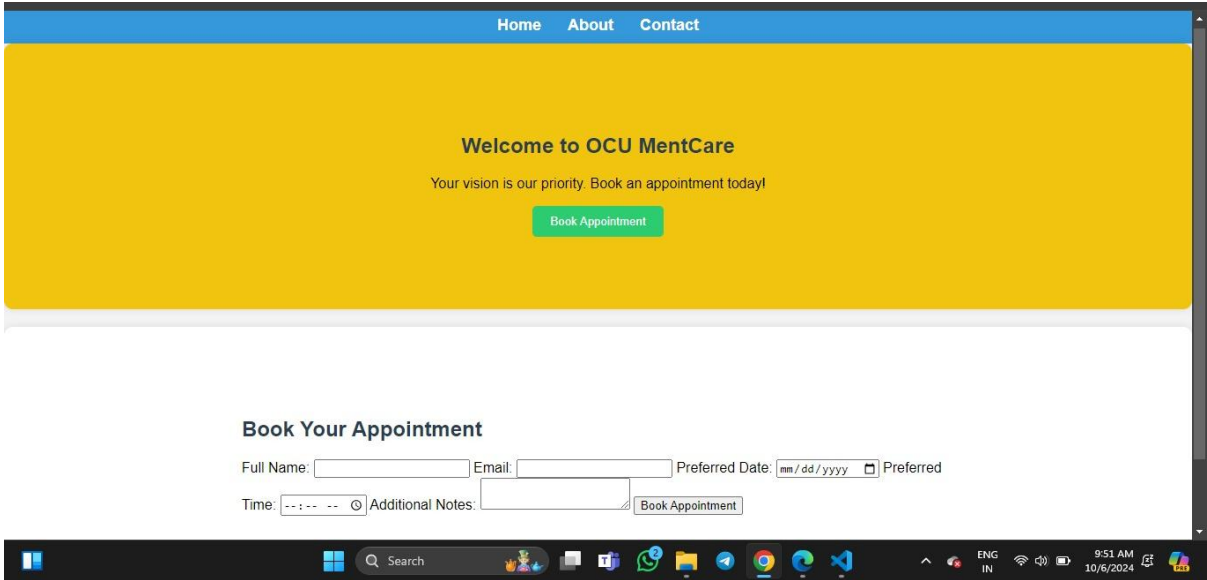 Home About Contact
Welcome to OCU MentCare
Your vision is our priority. Book an appointment today!
Book Appointment
Book Your Appointment
Full Name: Email: Preferred Date: mm/dd/yyyy Preferred
Time: --:-- -- Additional Notes: Book Appointment
Search 2 ENG 9:51 AM
IN 10/6/2024
PRE